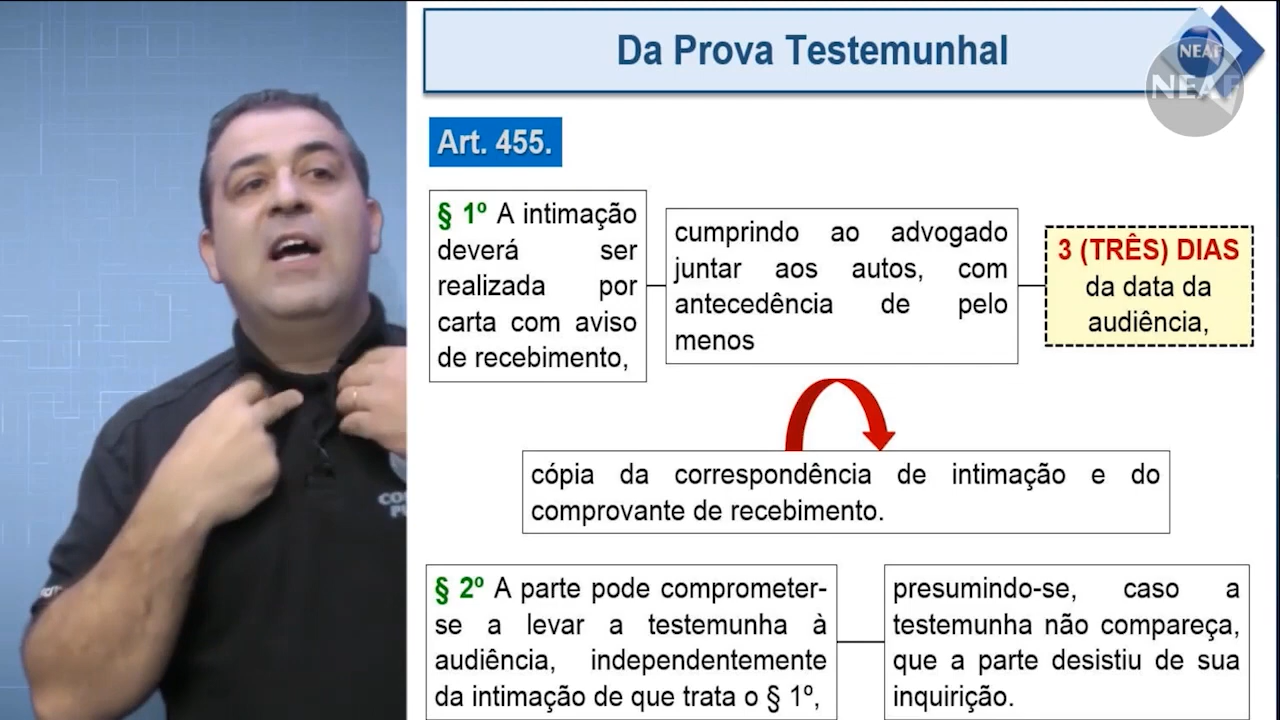 Da Prova Testemunhal
NEAF
NEAF
Art. 455.
§ 1º A intimação
deverá ser
realizada por
carta com aviso
de recebimento,
cumprindo ao advogado
juntar aos autos, com
antecedência de pelo
menos
3 (TRÊS) DIAS
da data da
audiência,
cópia da correspondência de intimação e do
comprovante de recebimento.
§ 2º A parte pode comprometer-
se a levar a testemunha à
audiência, independentemente
da intimação de que trata o § 1º,
presumindo-se, caso a
testemunha não compareça,
que a parte desistiu de sua
inquirição.